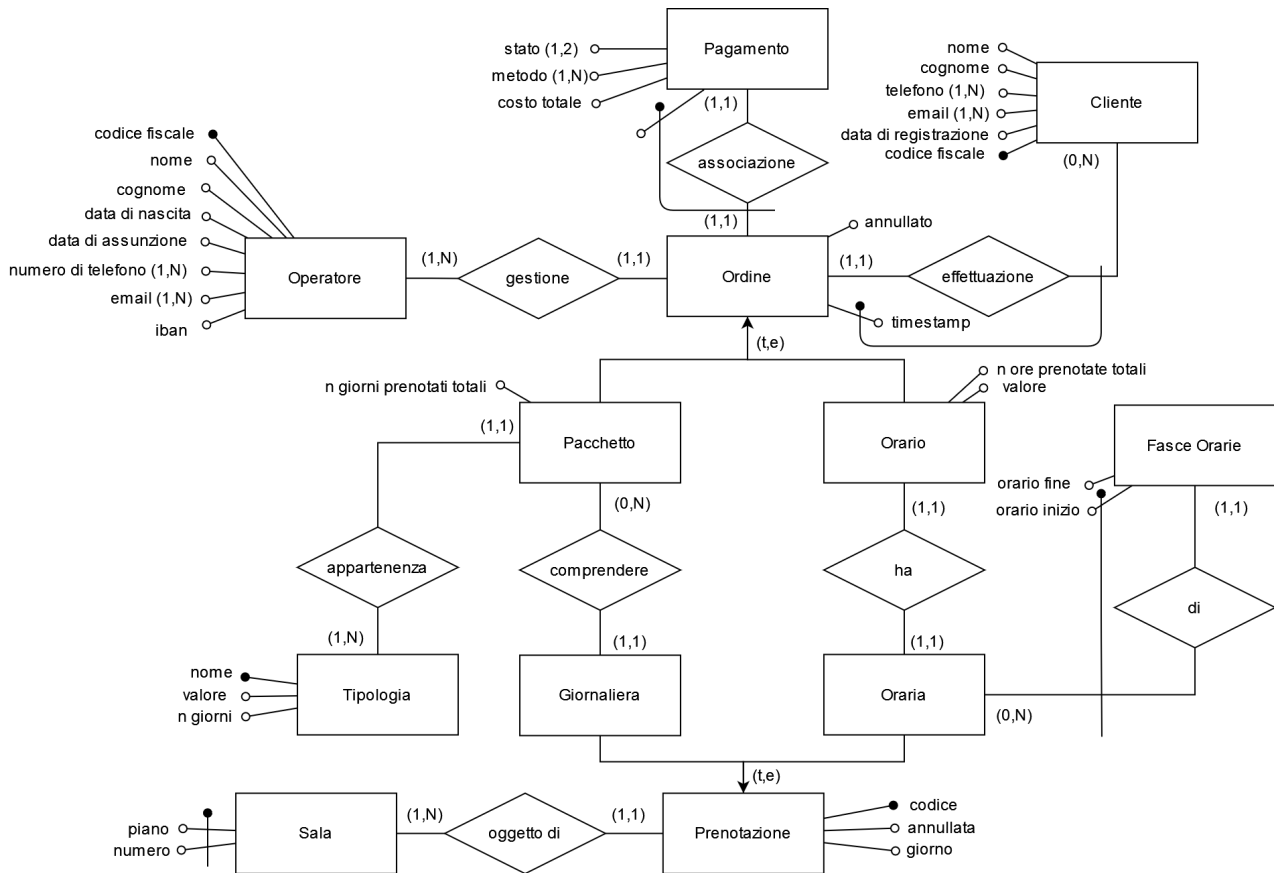 Pagamento
stato (1,2)
metodo (1,N)
costo totale
(1,1)
associazione
(1,1)
nome
cognome
telefono (1,N)
email (1,N)
data di registrazione
codice fiscale
Cliente
(0,N)
codice fiscale
nome
cognome
data di nascita
data di assunzione
numero di telefono (1,N)
email (1,N)
iban
Operatore
(1,N)
gestione
(1,1)
Ordine
annullato
(1,1)
effettuazione
timestamp
(t,e)
n giorni prenotati totali
n ore prenotate totali
valore
(1,1)
Pacchetto
Orario
Fasce Orarie
orario fine
orario inizio
(0,N)
(1,1)
(1,1)
appartenenza
comprendere
ha
di
(1,N)
(1,1)
(1,1)
nome
valore
n giorni
Tipologia
Giornaliera
Oraria
(0,N)
(t,e)
piano
numero
Sala
(1,N)
oggetto di
(1,1)
Prenotazione
codice
annullata
giorno